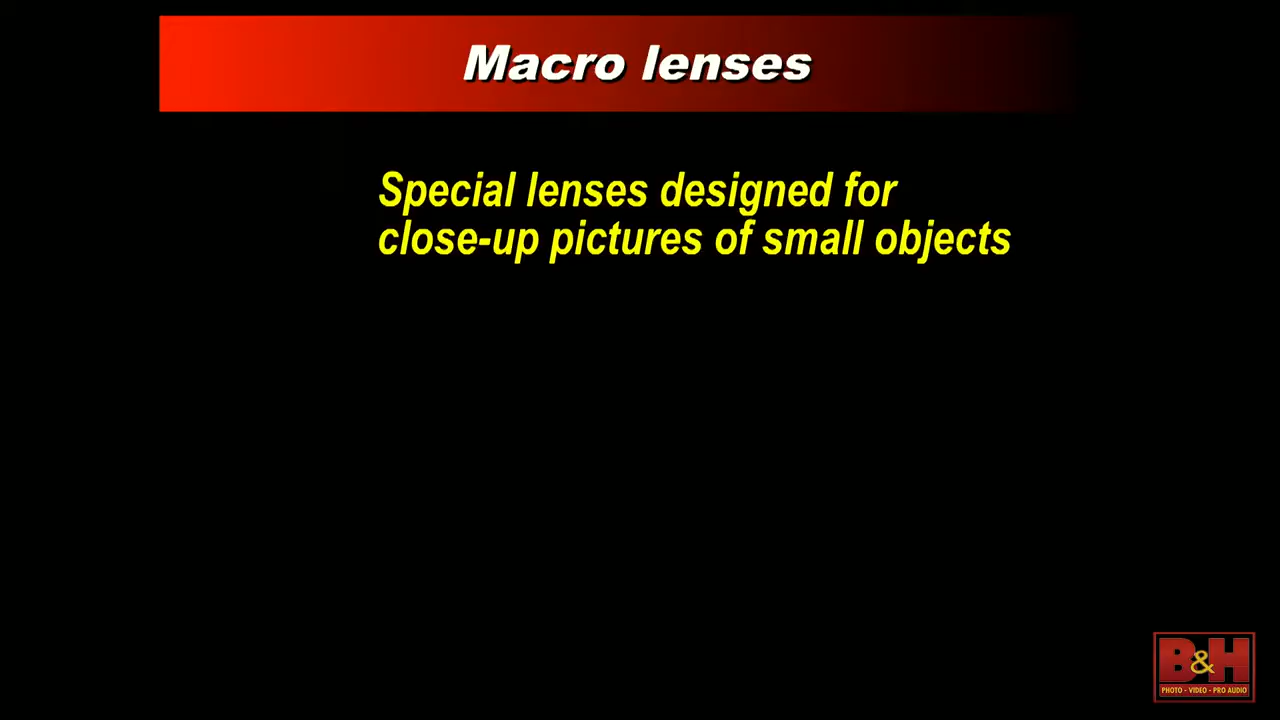 Macro lenses
Special lenses designed for
close-up pictures of small objects
B&H
PHOTO - VIDEO - PRO AUDIO